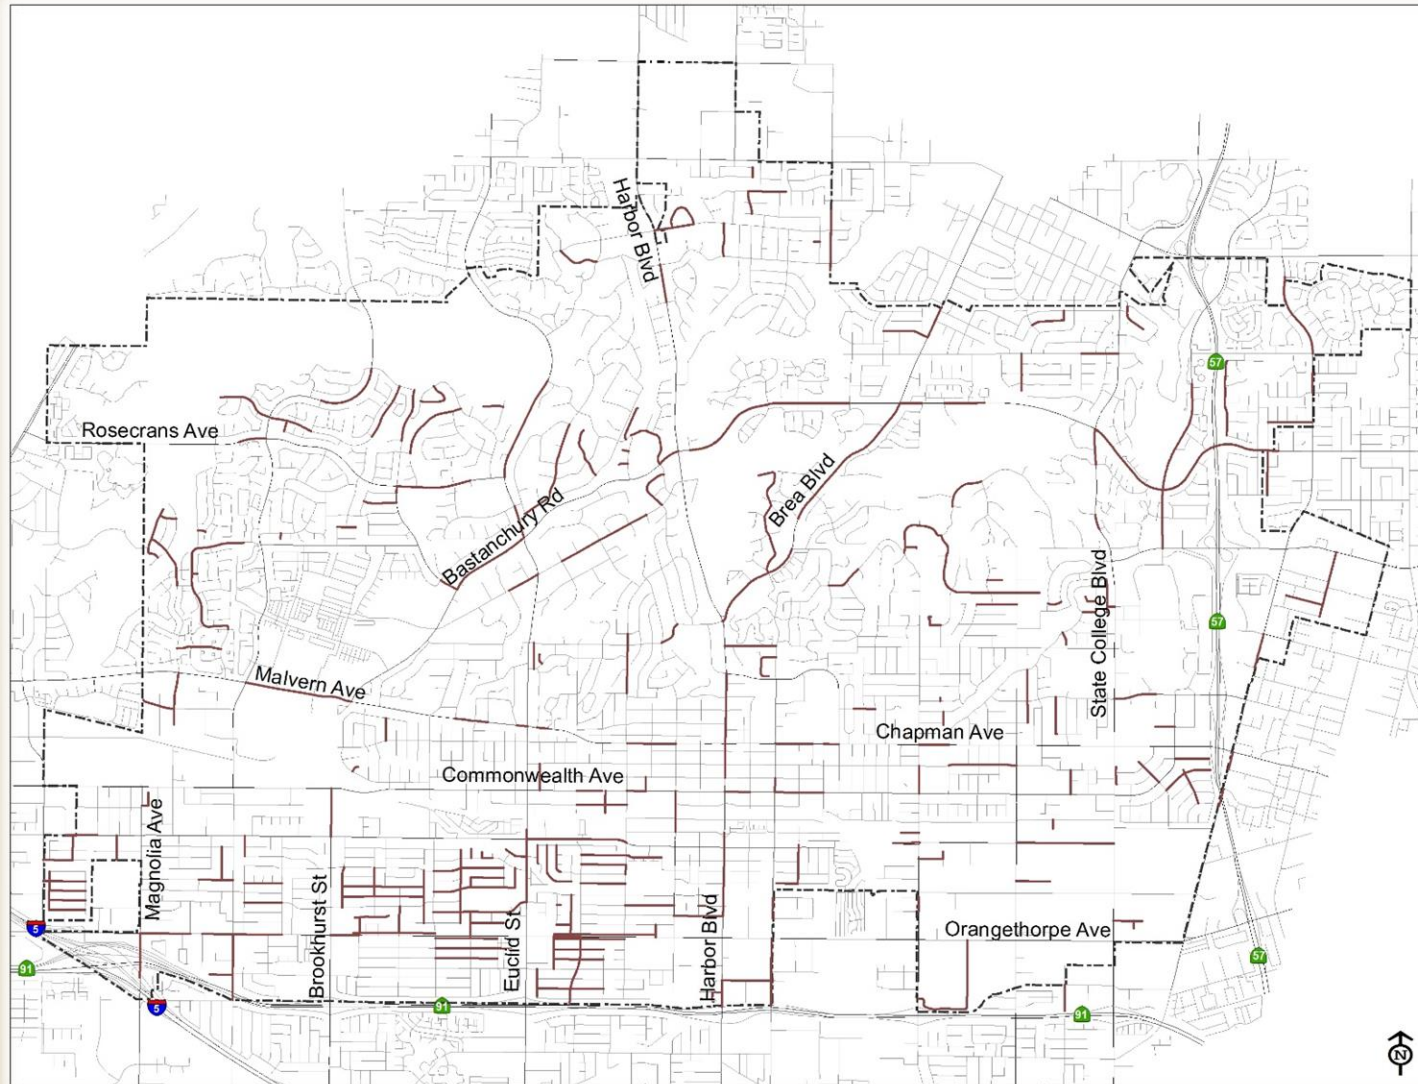 Harbor Blvd
57
Rosecrans Ave
Brea Blvd
Bastanchury Rd
State College Blvd
57
Malvern Ave
Chapman Ave
Commonwealth Ave
Magnolia Ave
Brookhurst St
Euclid St
Harbor Blvd
Orangethorpe Ave
5
91
57
5
91
91
N